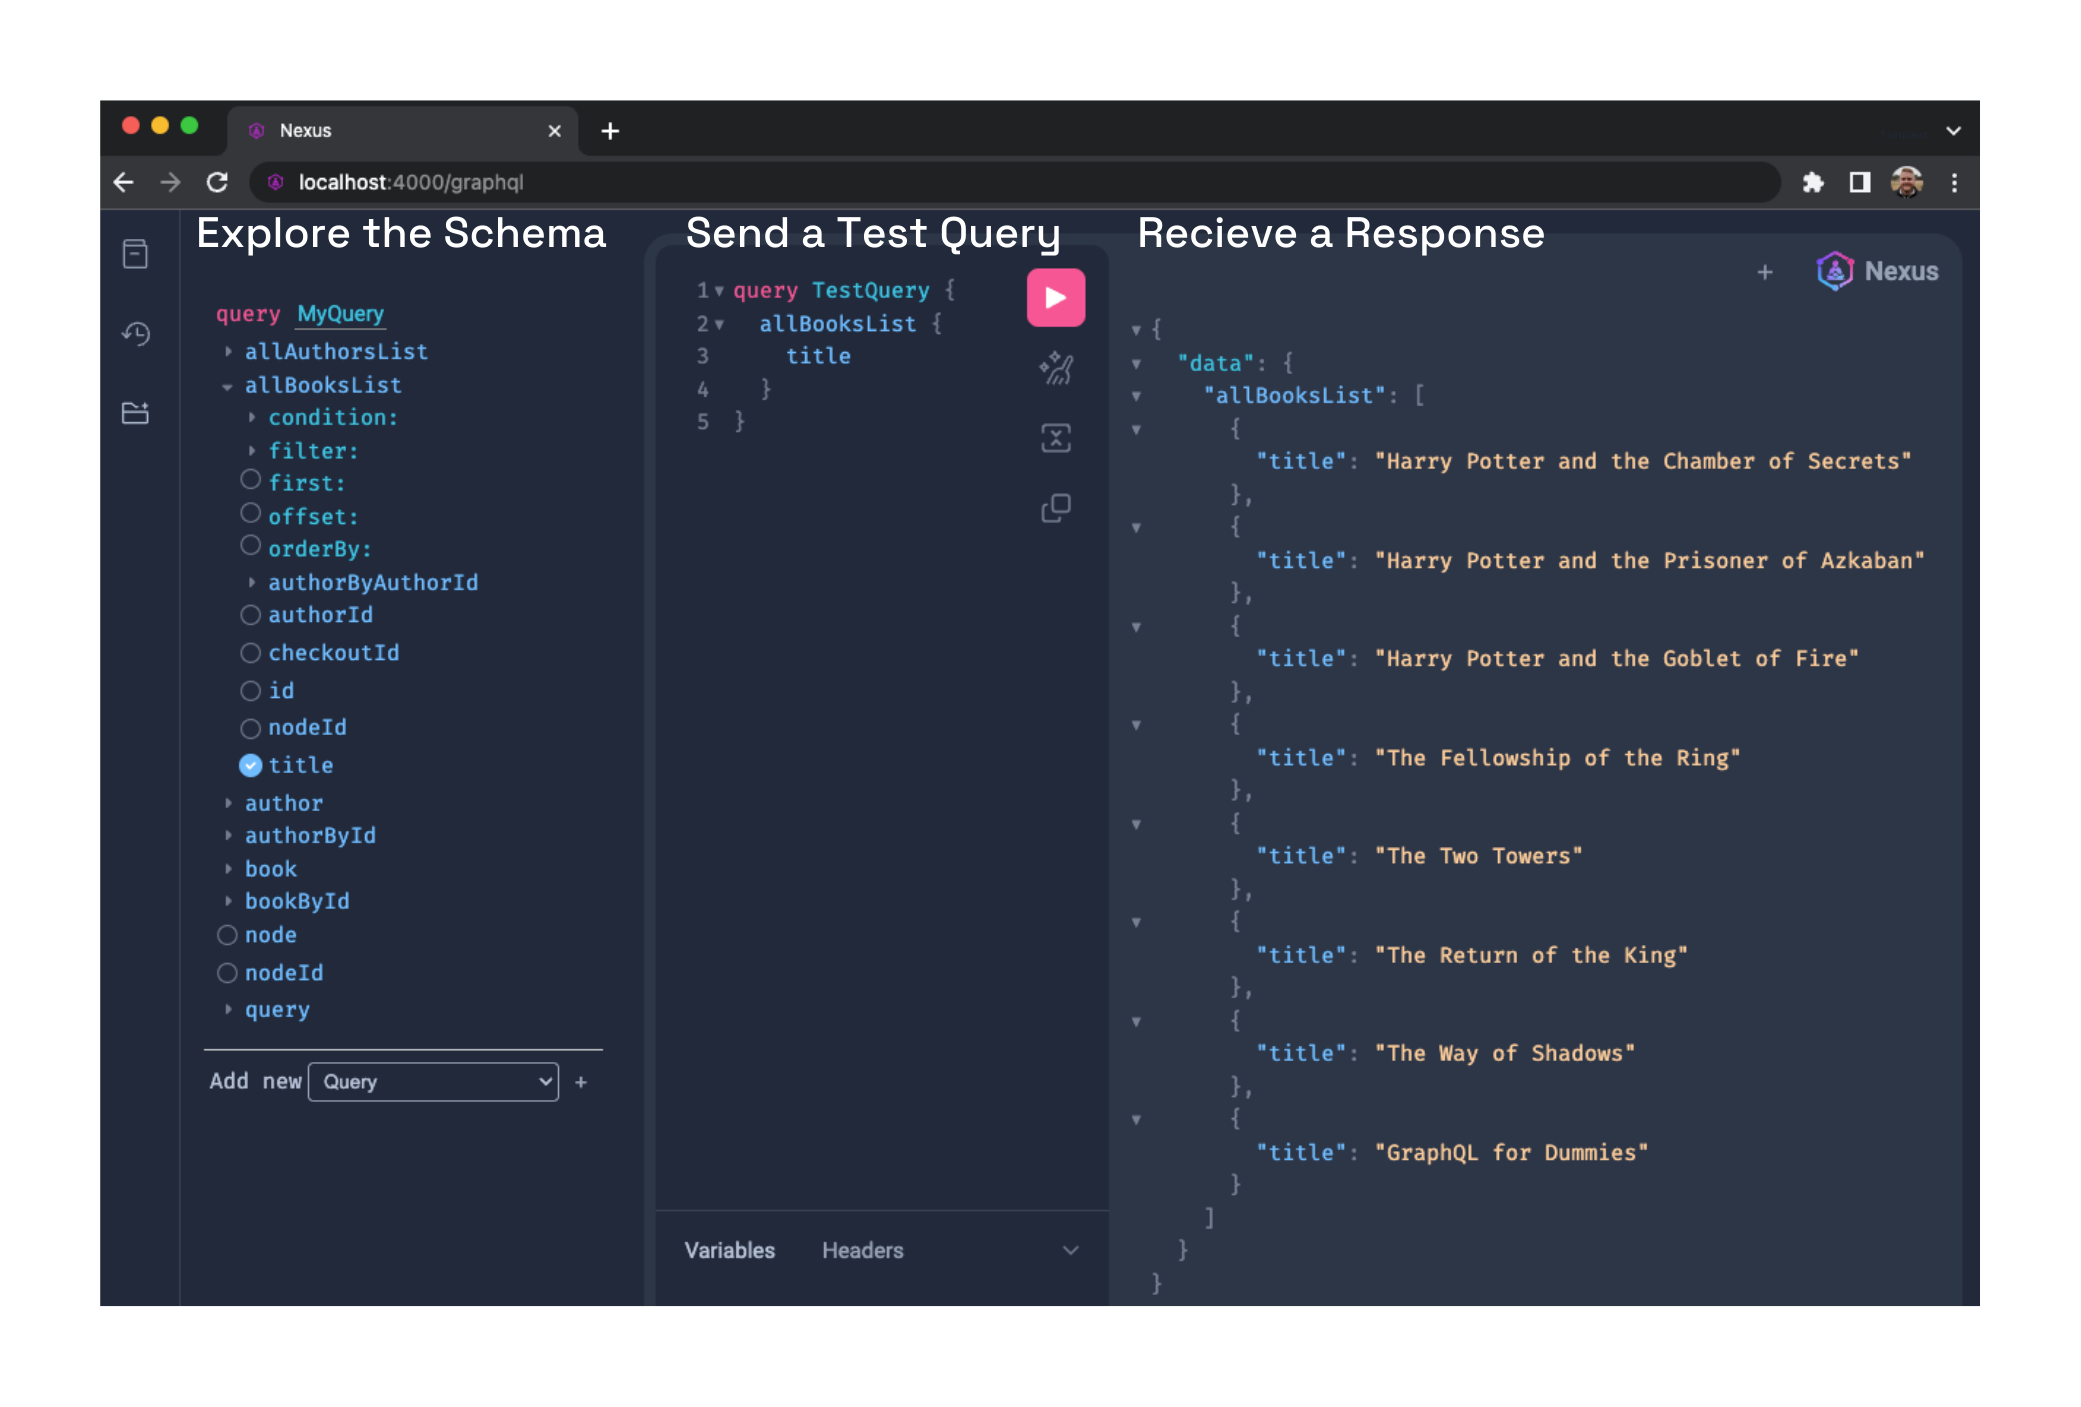 Nexus
localhost:4000/graphql
Explore the Schema
query MyQuery
allAuthorsList
allBooksList
condition:
filter:
first:
offset:
orderBy:
authorByAuthorId
authorId
checkoutId
id
nodeId
title
author
authorById
book
bookById
node
nodeId
query
Add new Query +
Send a Test Query
1 query TestQuery {
2 allBooksList {
3 title
4 }
5 }
Variables Headers
Recieve a Response
+ Nexus
{
"data": {
"allBooksList": [
{
"title": "Harry Potter and the Chamber of Secrets"
},
{
"title": "Harry Potter and the Prisoner of Azkaban"
},
{
"title": "Harry Potter and the Goblet of Fire"
},
{
"title": "The Fellowship of the Ring"
},
{
"title": "The Two Towers"
},
{
"title": "The Return of the King"
},
{
"title": "The Way of Shadows"
},
{
"title": "GraphQL for Dummies"
}
]
}
}